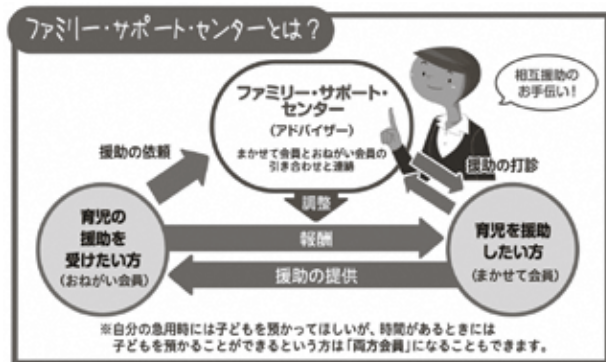 ファミリー・サポート・センターとは？
相互援助の
お手伝い！
ファミリー・サポート・
センター
(アドバイザー)
まかせて会員とおねがい会員の
引き合わせと連絡
援助の依頼
援助の打診
調整
育児の
援助を
受けたい方
(おねがい会員)
報酬
援助の提供
育児を援助
したい方
(まかせて会員)
※自分の急用時には子どもを預かってほしいが、時間があるときには
子どもを預かることができるという方は「両方会員」になることもできます。